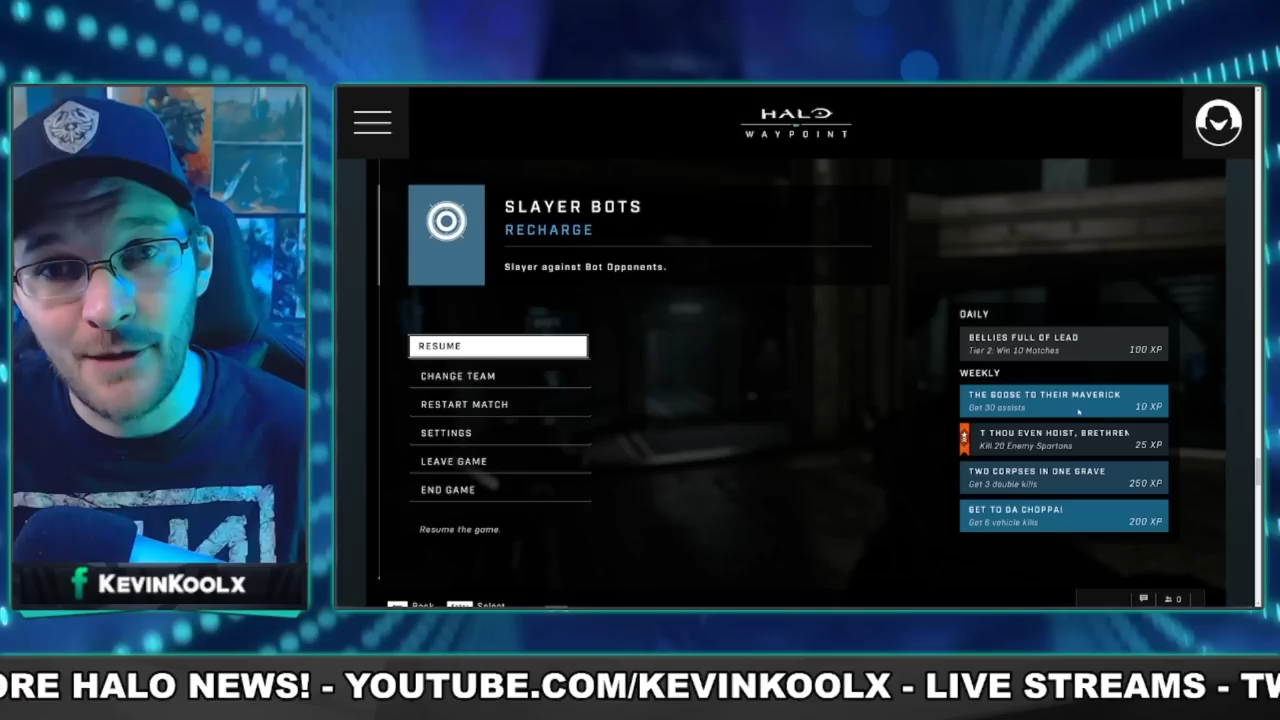 HALO
WAYPOINT
SLAYER BOTS
RECHARGE
Slayer against Bot Opponents.
RESUME
CHANGE TEAM
RESTART MATCH
SETTINGS
LEAVE GAME
END GAME
Resume the game.
Back
Select
DAILY
BELLIES FULL OF LEAD
Tier 2: Win 10 Matches 100 XP
WEEKLY
THE GOOSE TO THEIR MAVERICK
Get 30 assists 10 XP
T THOU EVEN HOIST, BRETHREN
Kill 20 Enemy Spartans 25 XP
TWO CORPSES IN ONE GRAVE
Get 3 double kills 250 XP
GET TO DA CHOPPA!
Get 6 vehicle kills 200 XP
0
f KEVINKOOLX
ORE HALO NEWS! - YOUTUBE.COM/KEVINKOOLX - LIVE STREAMS - TW